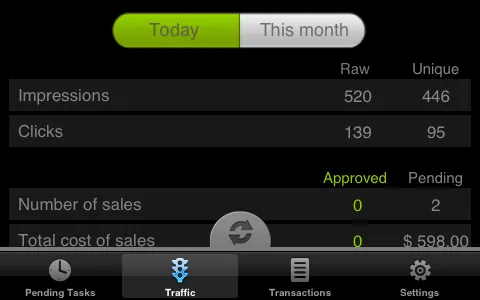 Today This month
Raw Unique
Impressions 520 446
Clicks 139 95
Approved Pending
Number of sales 0 2
Total cost of sales 0 $ 598.00
Pending Tasks Traffic Transactions Settings